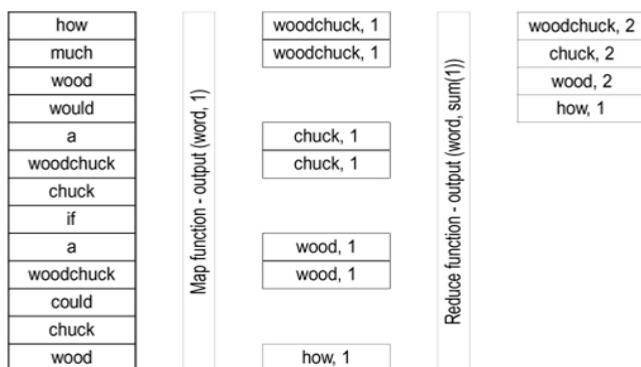 how
much
wood
would
a
woodchuck
chuck
if
a
woodchuck
could
chuck
wood
Map function - output (word, 1)
woodchuck, 1
woodchuck, 1
chuck, 1
chuck, 1
wood, 1
wood, 1
how, 1
Reduce function - output (word, sum(1))
woodchuck, 2
chuck, 2
wood, 2
how, 1